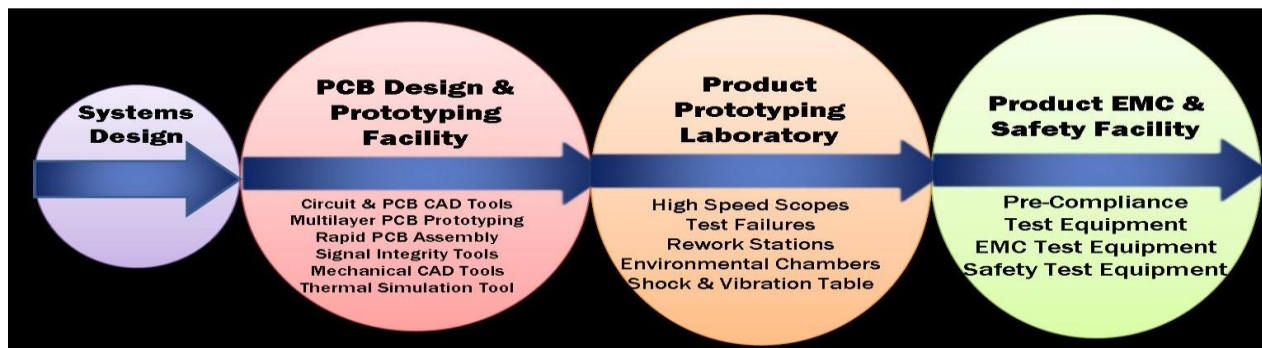 Systems
Design
PCB Design &
Prototyping
Facility
Circuit & PCB CAD Tools
Multilayer PCB Prototyping
Rapid PCB Assembly
Signal Integrity Tools
Mechanical CAD Tools
Thermal Simulation Tool
Product
Prototyping
Laboratory
High Speed Scopes
Test Failures
Rework Stations
Environmental Chambers
Shock & Vibration Table
Product EMC &
Safety Facility
Pre-Compliance
Test Equipment
EMC Test Equipment
Safety Test Equipment